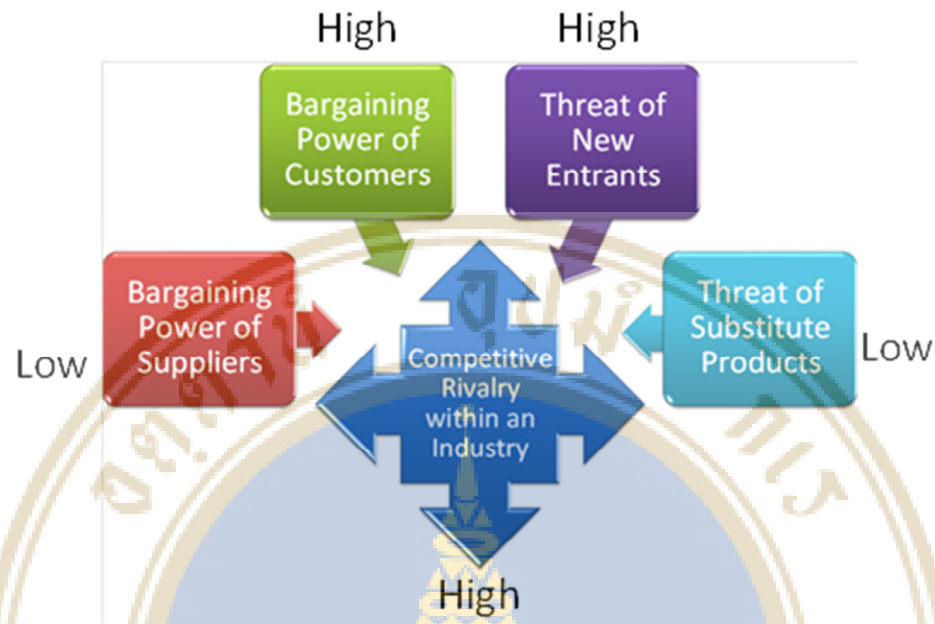 High
High
Bargaining
Power of
Customers
Threat of
New
Entrants
Bargaining
Power of
Suppliers
Low
Threat of
Substitute
Products
Low
Competitive
Rivalry
within an
Industry
High